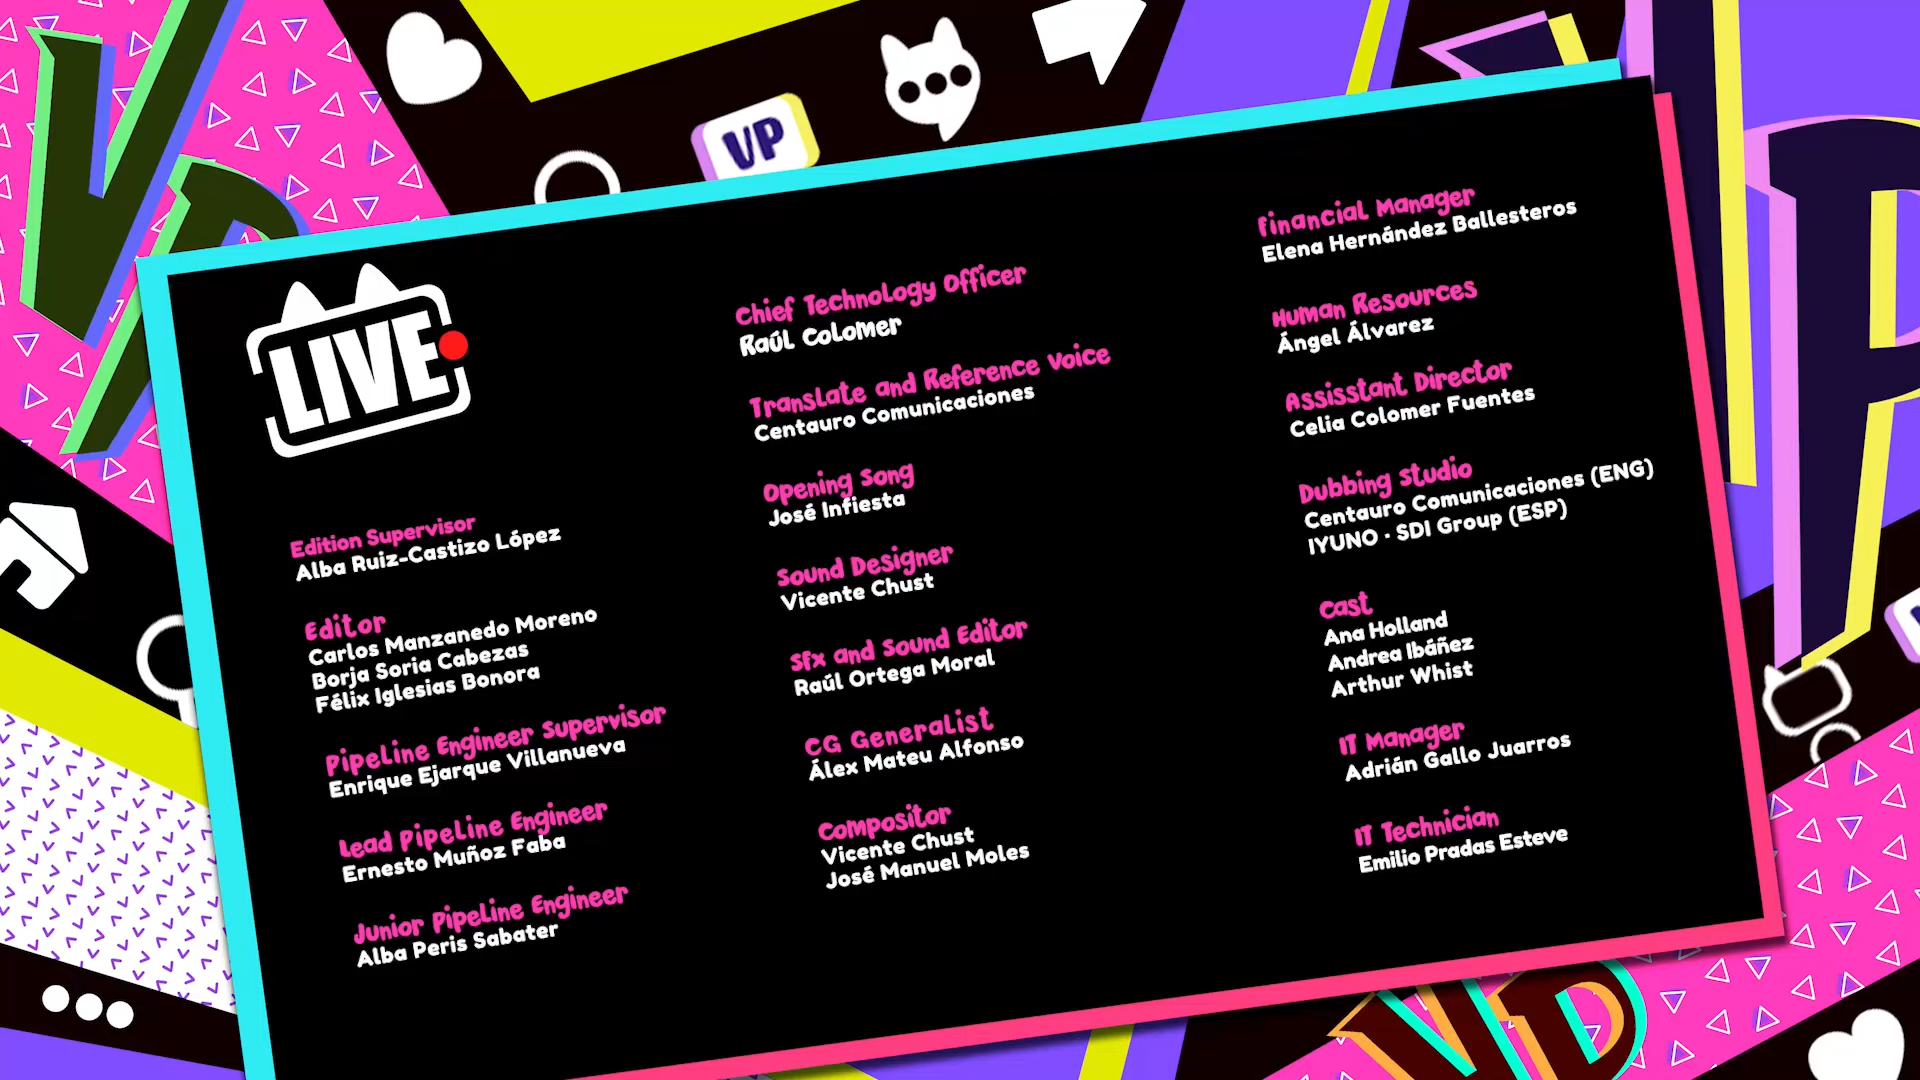 VP
VP
VP
LIVE
Edition Supervisor
Alba Ruiz-Castizo López
Editor
Carlos Manzanedo Moreno
Borja Soria Cabezas
Félix Iglesias Bonora
Pipeline Engineer Supervisor
Enrique Ejarque Villanueva
Lead Pipeline Engineer
Ernesto Muñoz Faba
Junior Pipeline Engineer
Alba Peris Sabater
Chief Technology Officer
Raúl Colomer
Translate and Reference Voice
Centauro Comunicaciones
Opening Song
José Infiesta
Sound Designer
Vicente Chust
Sfx and Sound Editor
Raúl Ortega Moral
CG Generalist
Álex Mateu Alfonso
Compositor
Vicente Chust
José Manuel Moles
Financial Manager
Elena Hernández Ballesteros
Human Resources
Ángel Álvarez
Assisstant Director
Celia Colomer Fuentes
Dubbing Studio
Centauro Comunicaciones (ENG)
IYUNO · SDI Group (ESP)
Cast
Ana Holland
Andrea Ibáñez
Arthur Whist
IT Manager
Adrián Gallo Juarros
IT Technician
Emilio Pradas Esteve
VP